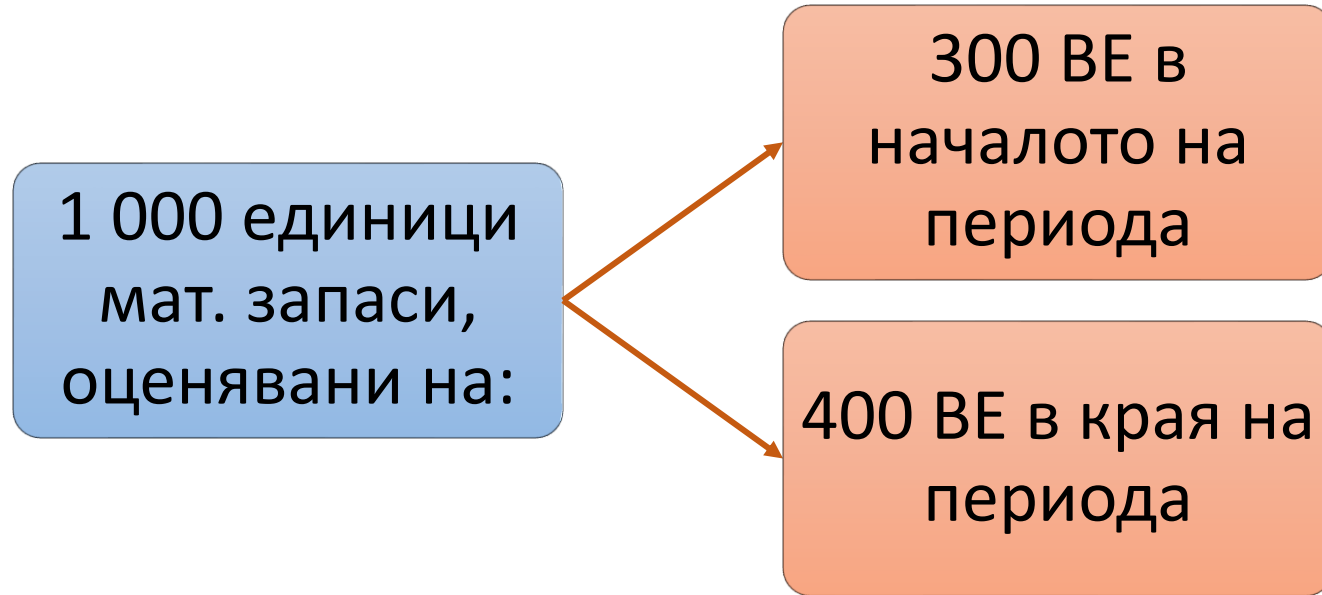 1 000 единици
мат. запаси,
оценявани на:
300 ВЕ в
началото на
периода
400 ВЕ в края на
периода